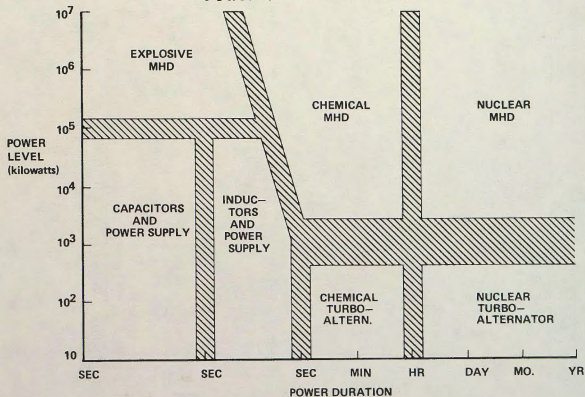 10⁷
10⁶
10⁵
10⁴
10³
10²
10
POWER
LEVEL
(kilowatts)
EXPLOSIVE
MHD
CHEMICAL
MHD
NUCLEAR
MHD
CAPACITORS
AND
POWER SUPPLY
INDUC–
TORS
AND
POWER
SUPPLY
CHEMICAL
TURBO–
ALTERN.
NUCLEAR
TURBO–
ALTERNATOR
SEC SEC SEC MIN HR DAY MO. YR
POWER DURATION